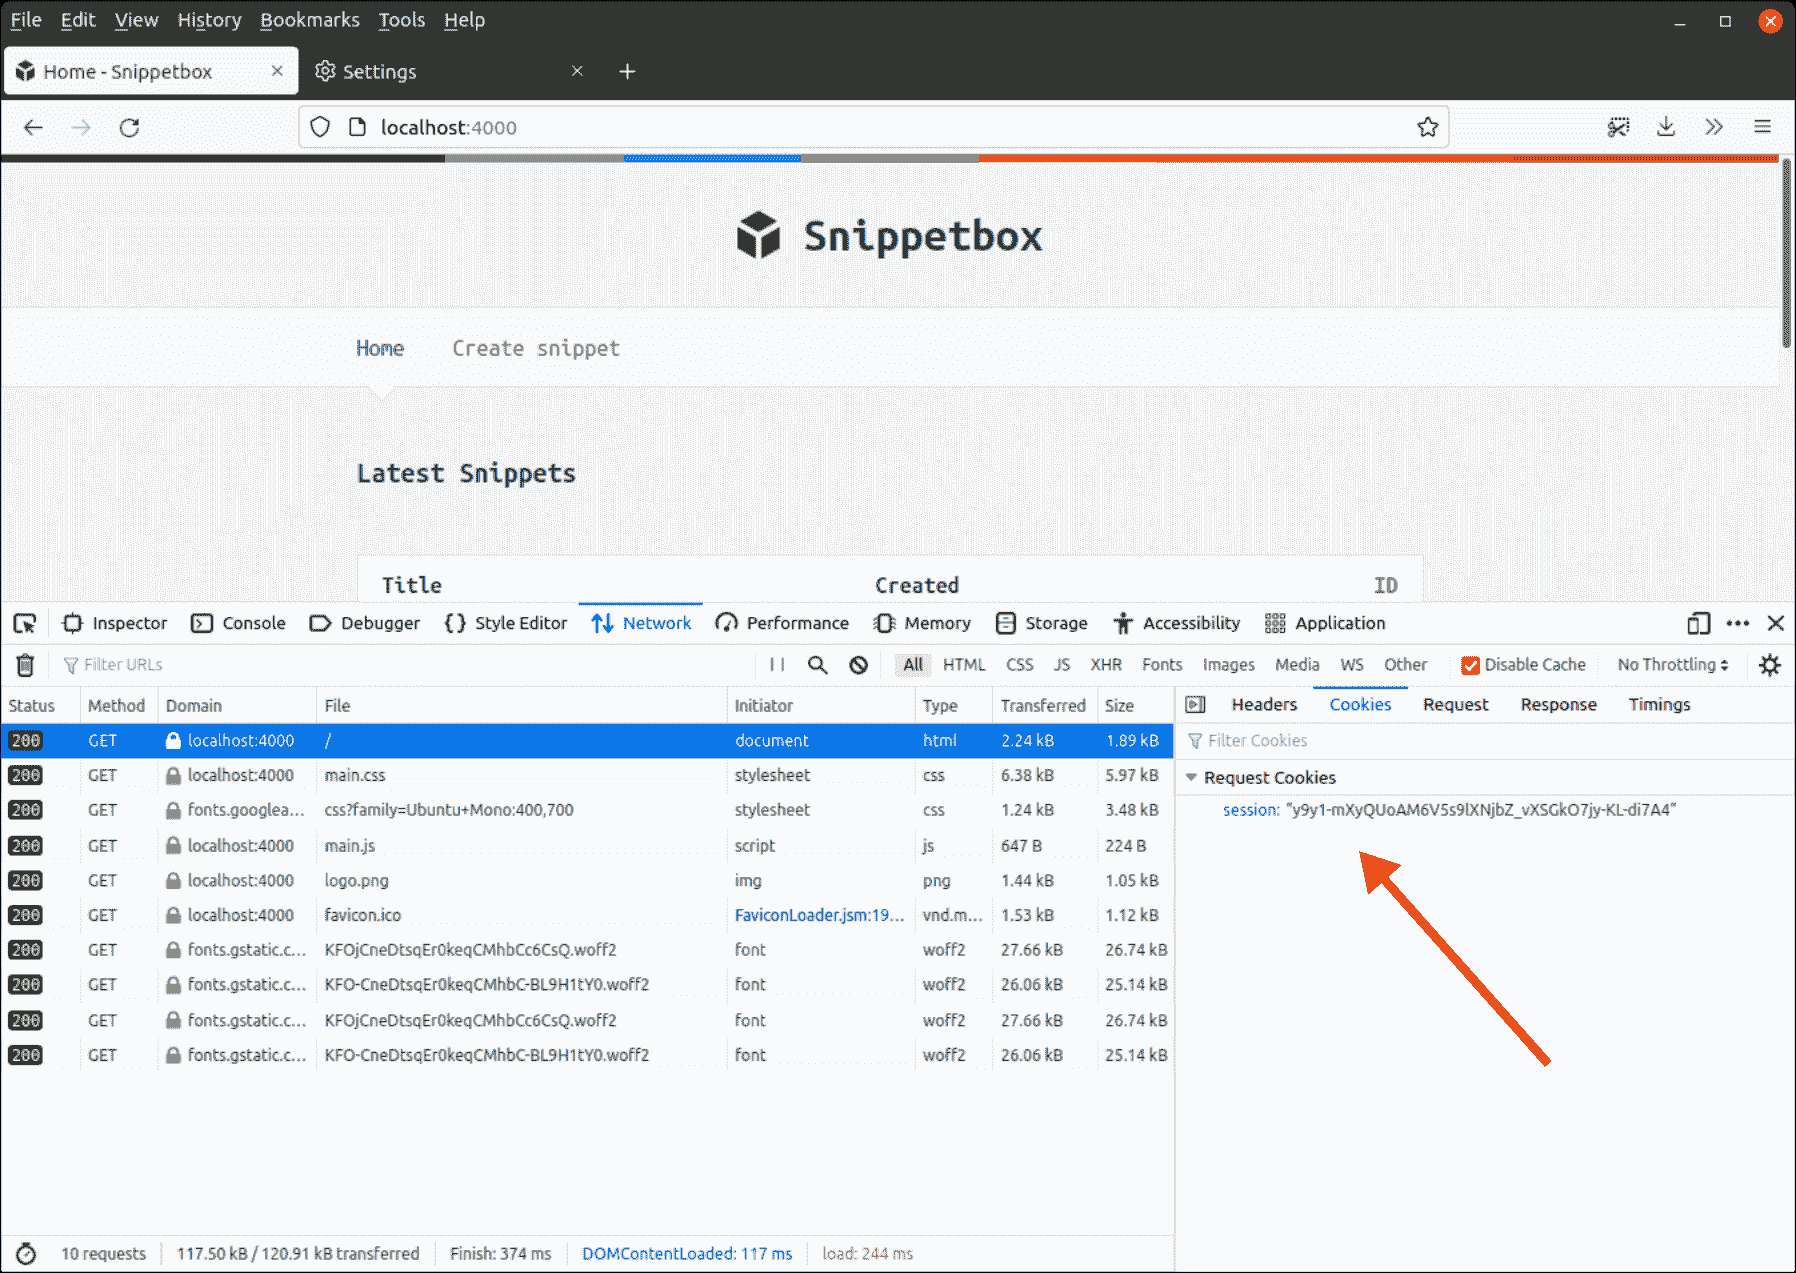 File Edit View History Bookmarks Tools Help
Home - Snippetbox Settings
localhost:4000
Snippetbox
Home Create snippet
Latest Snippets
Title Created ID
Inspector Console Debugger Style Editor Network Performance Memory Storage Accessibility Application
Filter URLs All HTML CSS JS XHR Fonts Images Media WS Other Disable Cache No Throttling
Status Method Domain File Initiator Type Transferred Size Headers Cookies Request Response Timings
200 GET localhost:4000 / document html 2.24 kB 1.89 kB Filter Cookies
200 GET localhost:4000 main.css stylesheet css 6.38 kB 5.97 kB Request Cookies
200 GET fonts.googlea... css?family=Ubuntu+Mono:400,700 stylesheet css 1.24 kB 3.48 kB session: "y9y1-mXyQUoAM6V5s9lXNjbZ_vXSGkO7jy-KL-di7A4"
200 GET localhost:4000 main.js script js 647 B 224 B
200 GET localhost:4000 logo.png img png 1.44 kB 1.05 kB
200 GET localhost:4000 favicon.ico FaviconLoader.jsm:19... vnd.m... 1.53 kB 1.12 kB
200 GET fonts.gstatic.c... KFOjCneDtsqEr0keqCMhbCc6CsQ.woff2 font woff2 27.66 kB 26.74 kB
200 GET fonts.gstatic.c... KFO-CneDtsqEr0keqCMhbC-BL9H1tY0.woff2 font woff2 26.06 kB 25.14 kB
200 GET fonts.gstatic.c... KFOjCneDtsqEr0keqCMhbCc6CsQ.woff2 font woff2 27.66 kB 26.74 kB
200 GET fonts.gstatic.c... KFO-CneDtsqEr0keqCMhbC-BL9H1tY0.woff2 font woff2 26.06 kB 25.14 kB
10 requests 117.50 kB / 120.91 kB transferred Finish: 374 ms DOMContentLoaded: 117 ms load: 244 ms